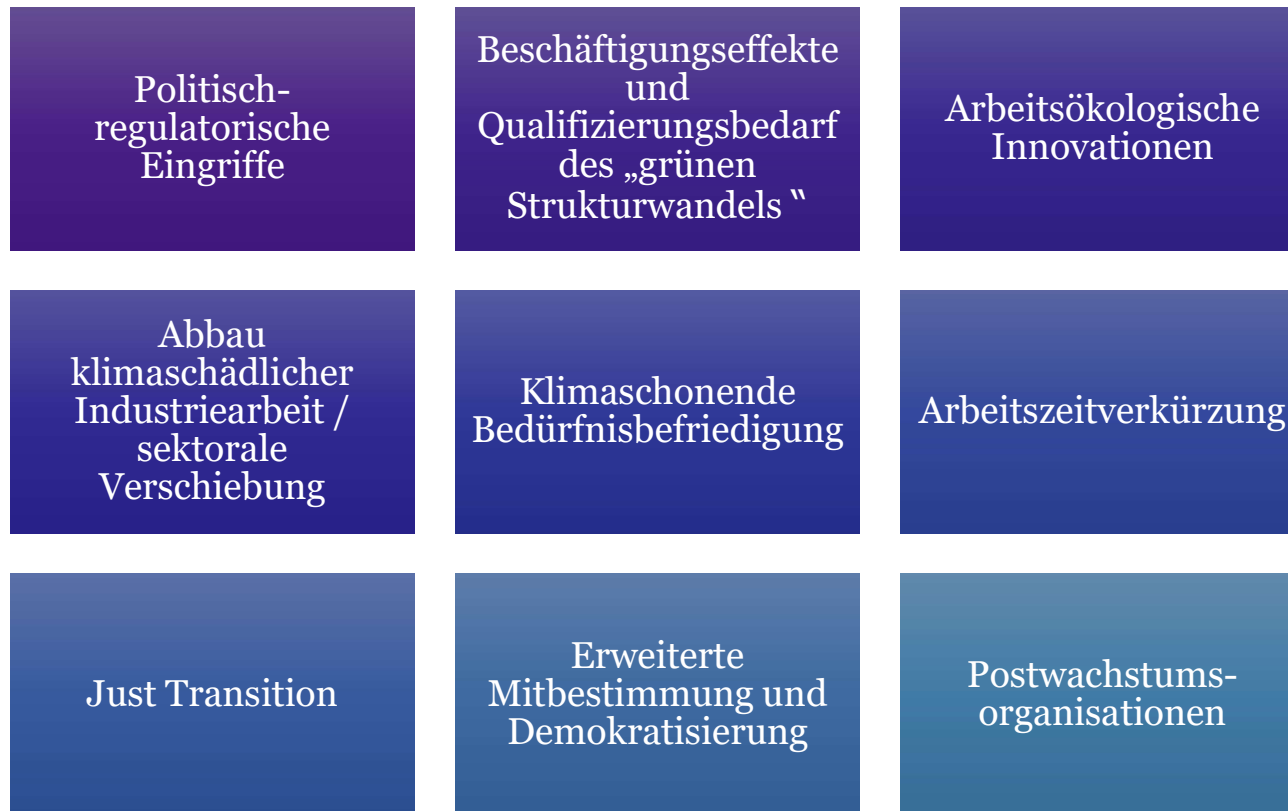 Politisch-
regulatorische
Eingriffe
Beschäftigungseffekte
und
Qualifizierungsbedarf
des „grünen
Strukturwandels “
Arbeitsökologische
Innovationen
Abbau
klimaschädlicher
Industriearbeit /
sektorale
Verschiebung
Klimaschonende
Bedürfnisbefriedigung
Arbeitszeitverkürzung
Just Transition
Erweiterte
Mitbestimmung und
Demokratisierung
Postwachstums-
organisationen